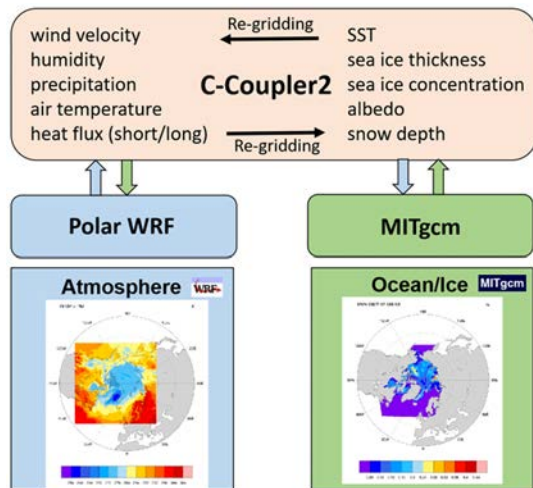 Re-gridding
wind velocity
SST
humidity
sea ice thickness
precipitation
C-Coupler2
sea ice concentration
air temperature
albedo
heat flux (short/long)
snow depth
Re-gridding
Polar WRF
MITgcm
Atmosphere
WRF
Ocean/Ice
MITgcm